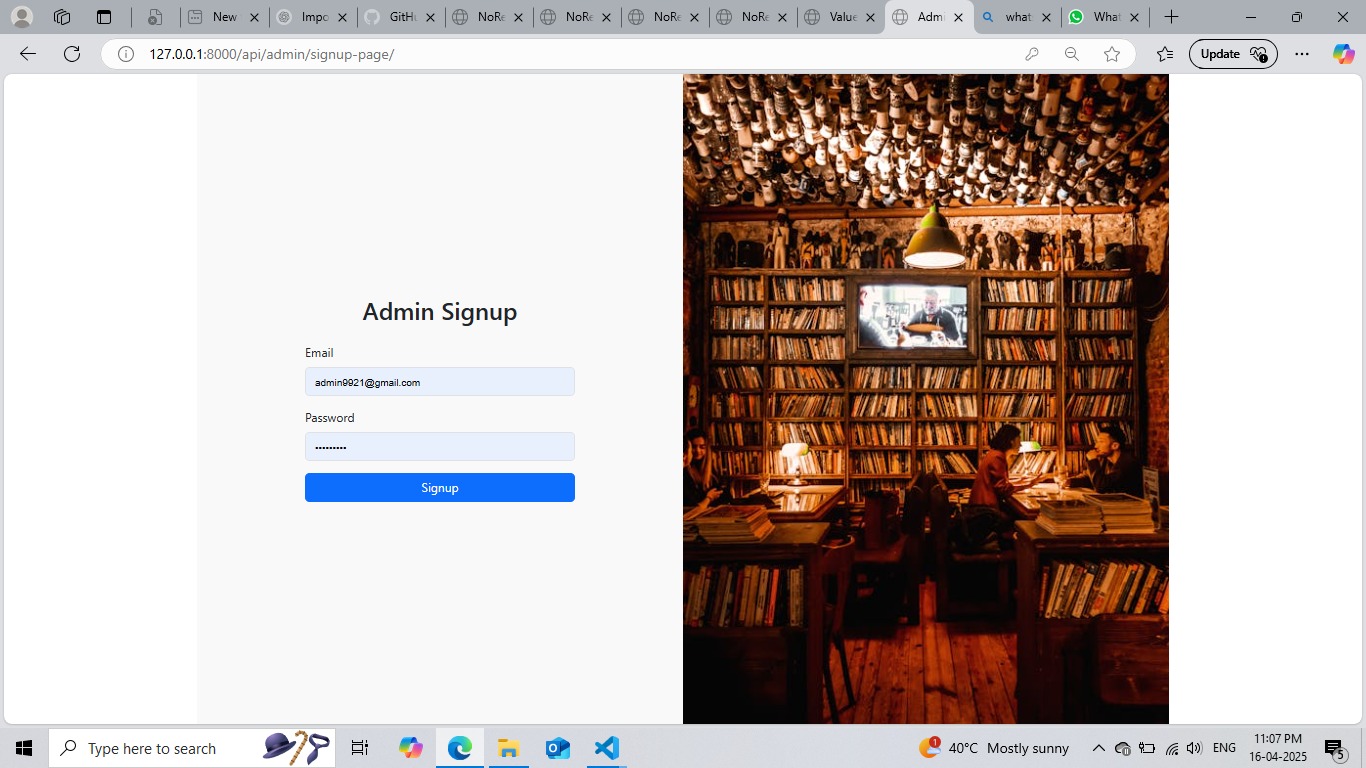 New
Impo
GitHu
NoRe
NoRe
NoRe
NoRe
Value
Admi
what
What
127.0.0.1:8000/api/admin/signup-page/
Update
Admin Signup
Email
admin9921@gmail.com
Password
•••••••••
Signup
Type here to search
1
40°C Mostly sunny
ENG
11:07 PM
16-04-2025
5